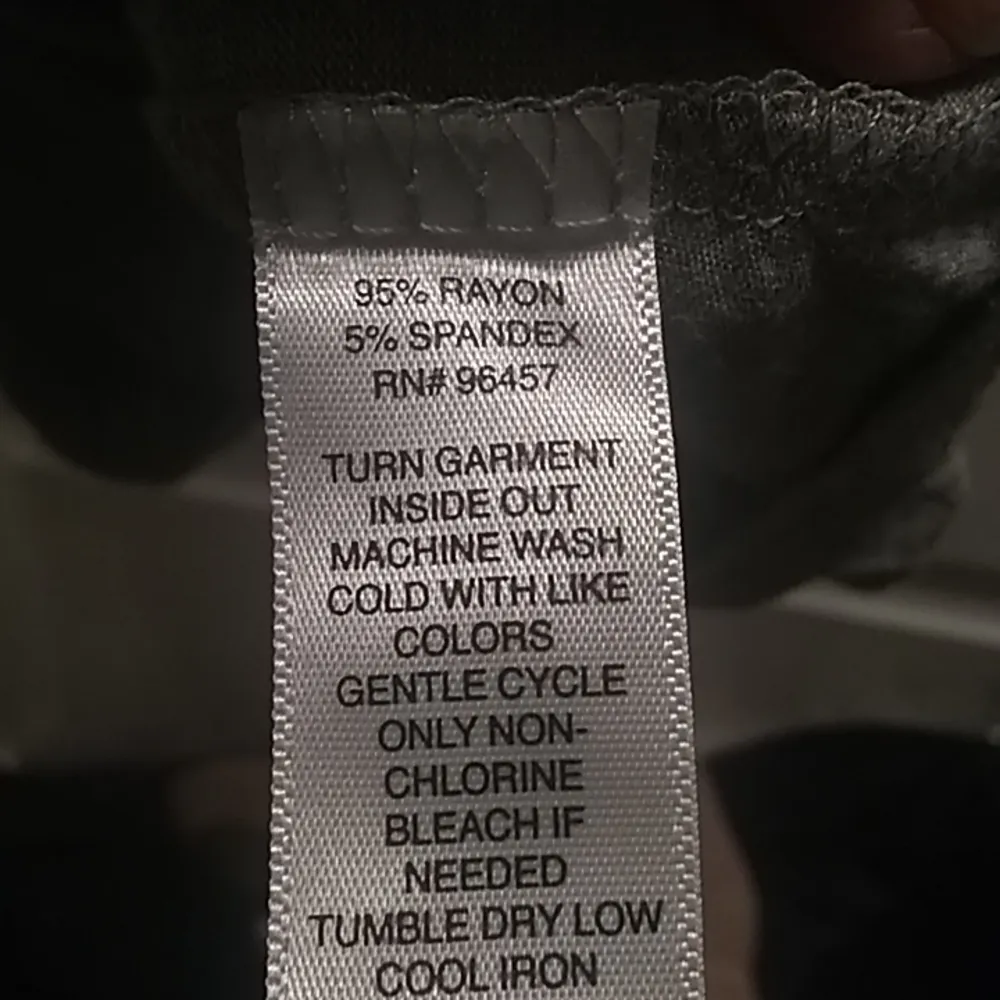 95% RAYON
5% SPANDEX
RN# 96457
TURN GARMENT
INSIDE OUT
MACHINE WASH
COLD WITH LIKE
COLORS
GENTLE CYCLE
ONLY NON-
CHLORINE
BLEACH IF
NEEDED
TUMBLE DRY LOW
COOL IRON